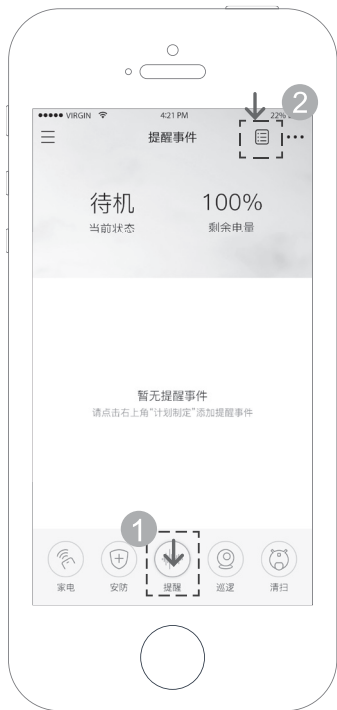 2
VIRGIN 4:21 PM 22%
提醒事件
待机 100%
当前状态 剩余电量
暂无提醒事件
请点击右上角“计划制定”添加提醒事件
1
家电 安防 提醒 巡逻 清扫